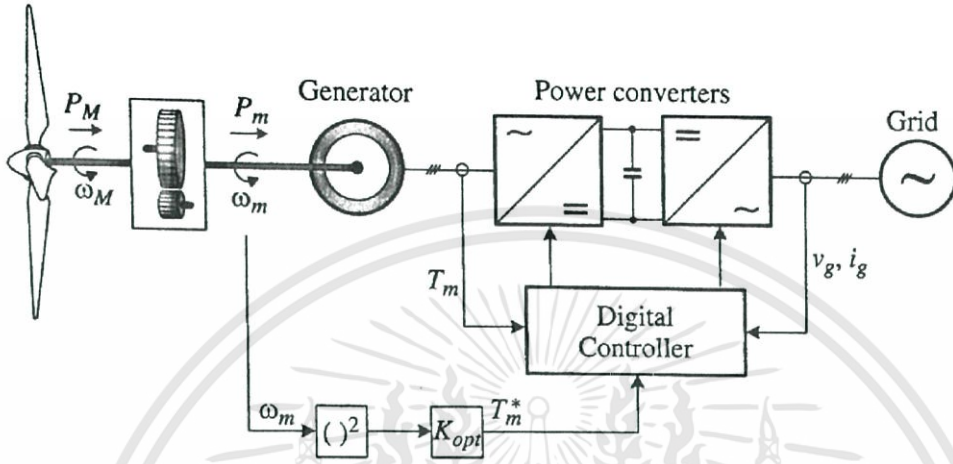 Generator
Power converters
Grid
P_M
P_m
ω_M
ω_m
~
=
=
~
~
T_m
v_g, i_g
Digital
Controller
ω_m
( )²
K_opt
T_m^*